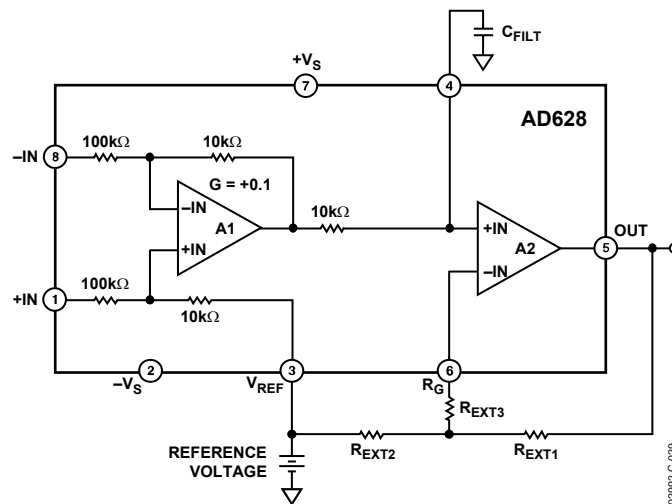 C_FILT
+V_S
7
4
AD628
100kΩ
10kΩ
–IN
8
G = +0.1
–IN
A1
+IN
10kΩ
+IN
A2
–IN
OUT
5
+IN
1
100kΩ
10kΩ
2
–V_S
3
V_REF
6
R_G
R_EXT3
REFERENCE
VOLTAGE
R_EXT2
R_EXT1